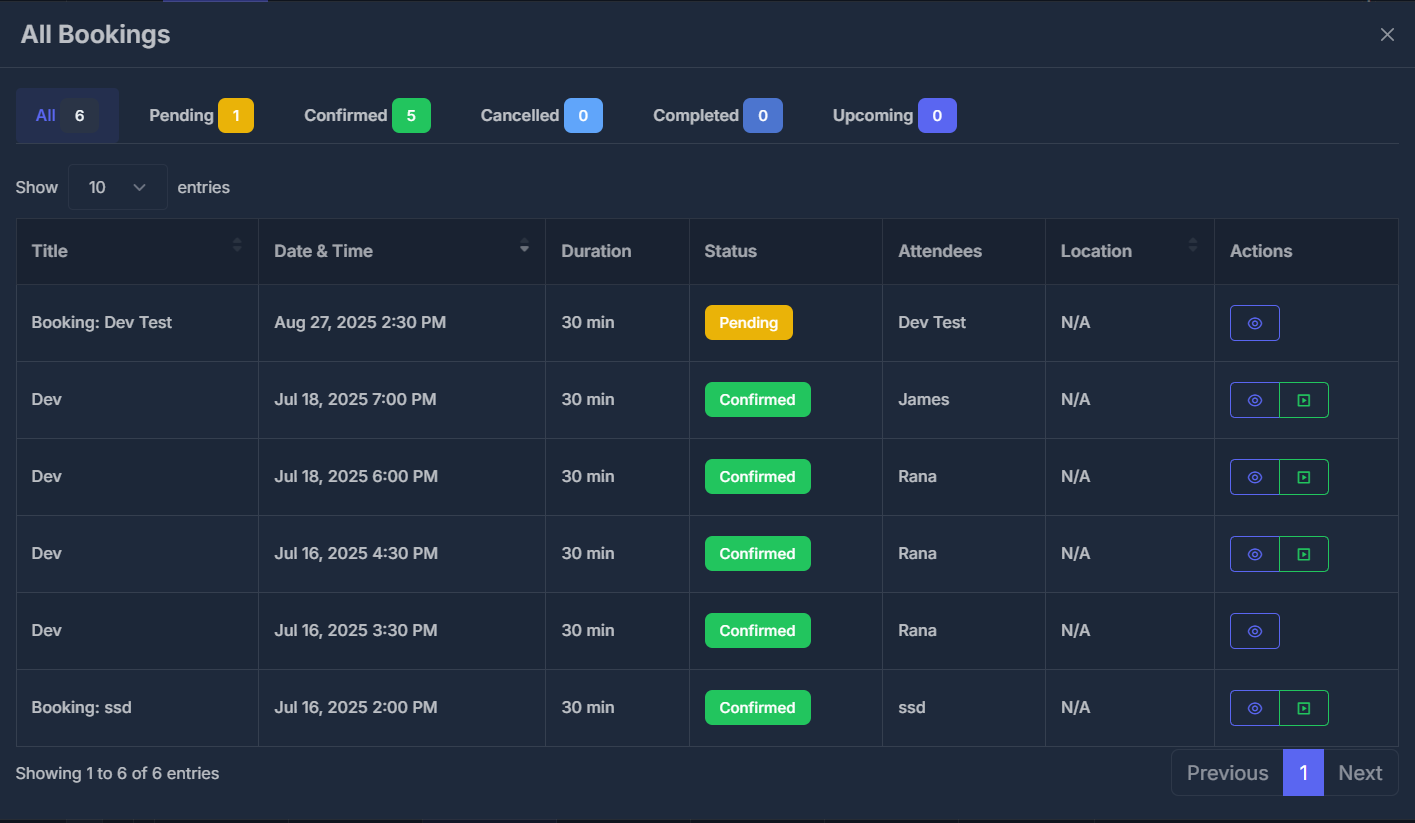 All Bookings
All 6 Pending 1 Confirmed 5 Cancelled 0 Completed 0 Upcoming 0
Show 10 entries
Title Date & Time Duration Status Attendees Location Actions
Booking: Dev Test Aug 27, 2025 2:30 PM 30 min Pending Dev Test N/A
Dev Jul 18, 2025 7:00 PM 30 min Confirmed James N/A
Dev Jul 18, 2025 6:00 PM 30 min Confirmed Rana N/A
Dev Jul 16, 2025 4:30 PM 30 min Confirmed Rana N/A
Dev Jul 16, 2025 3:30 PM 30 min Confirmed Rana N/A
Booking: ssd Jul 16, 2025 2:00 PM 30 min Confirmed ssd N/A
Showing 1 to 6 of 6 entries Previous 1 Next